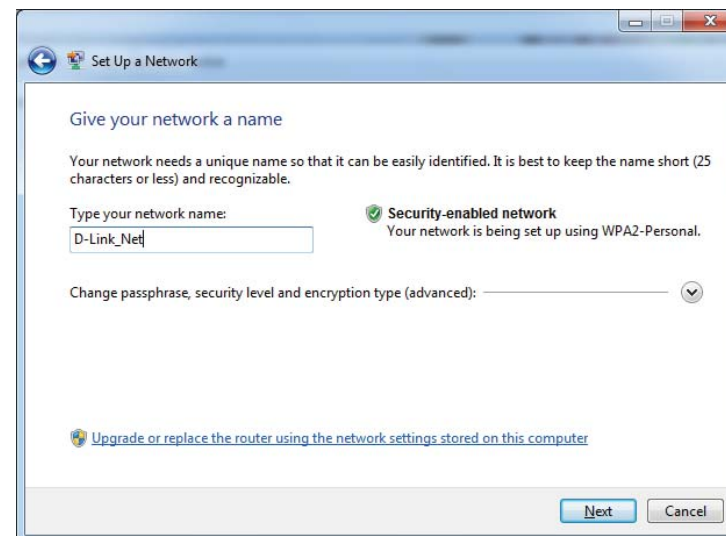 Set Up a Network
Give your network a name
Your network needs a unique name so that it can be easily identified. It is best to keep the name short (25
characters or less) and recognizable.
Type your network name:
D-Link_Net
Security-enabled network
Your network is being set up using WPA2-Personal.
Change passphrase, security level and encryption type (advanced):
Upgrade or replace the router using the network settings stored on this computer
Next
Cancel